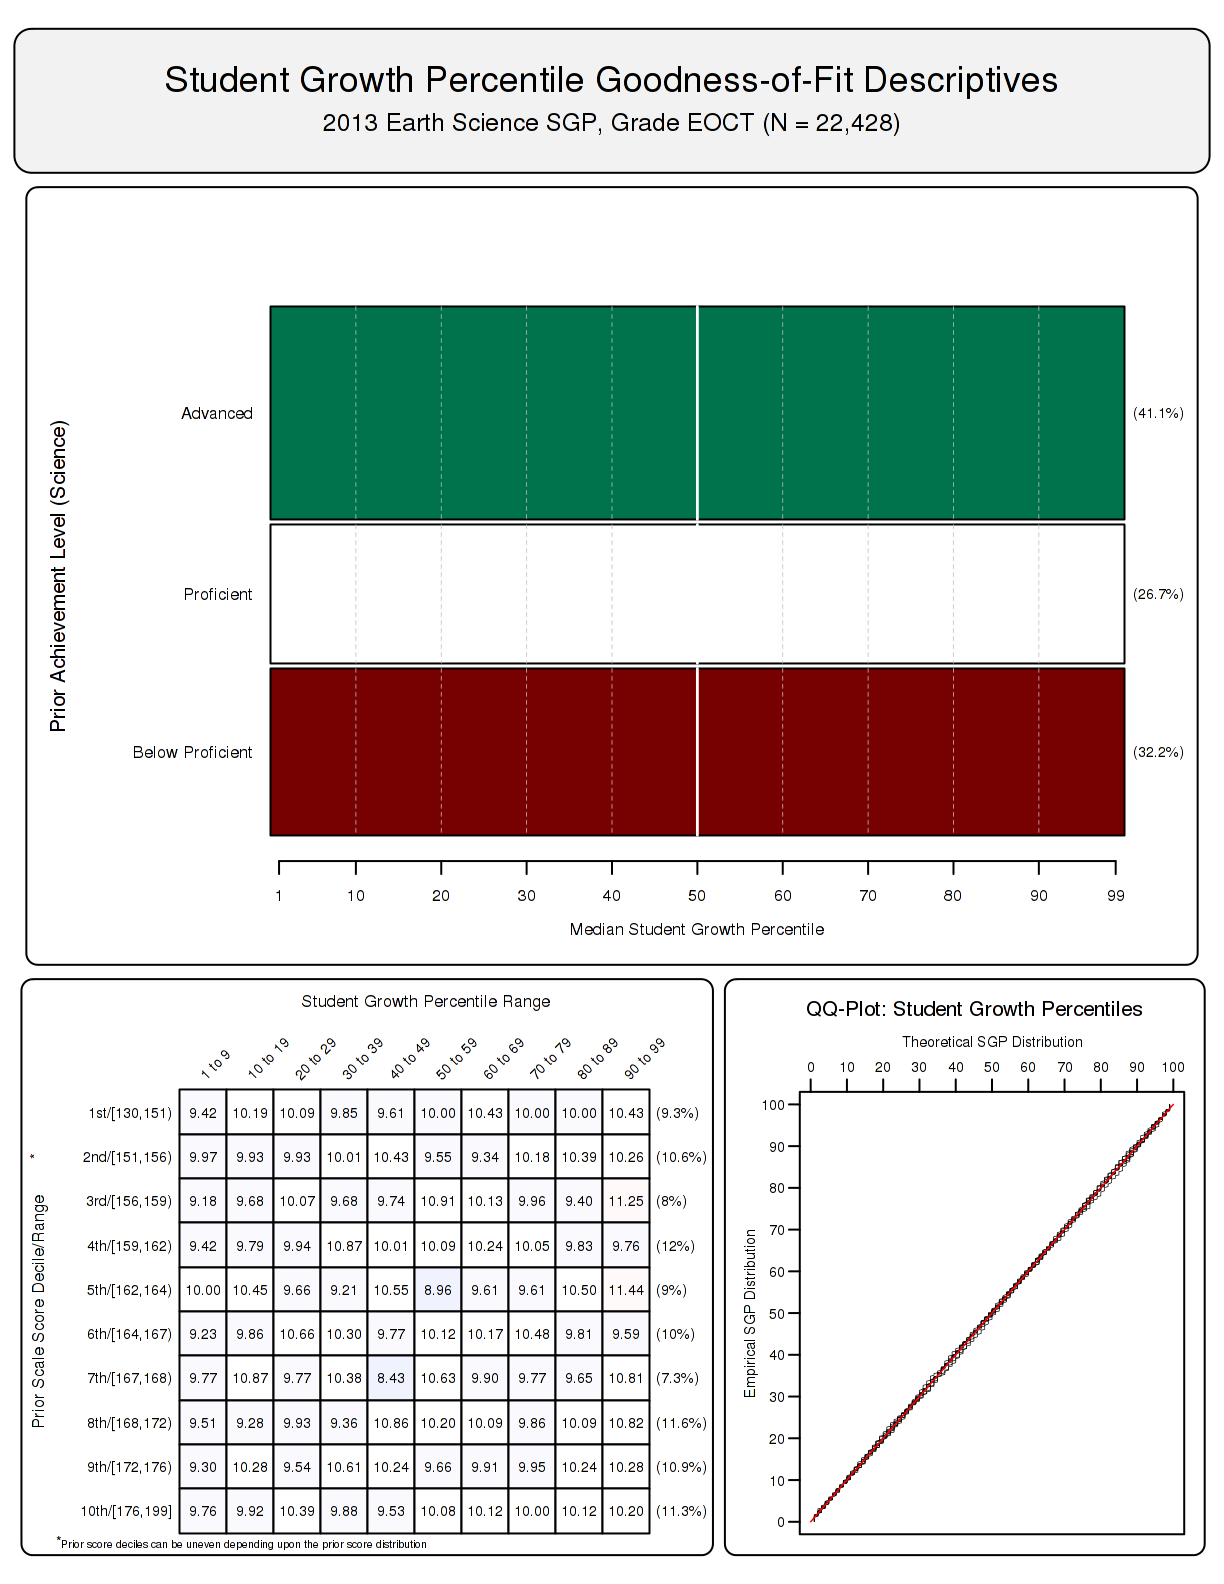 Student Growth Percentile Goodness-of-Fit Descriptives
2013 Earth Science SGP, Grade EOCT (N = 22,428)
Prior Achievement Level (Science)
Advanced (41.1%)
Proficient (26.7%)
Below Proficient (32.2%)
1 10 20 30 40 50 60 70 80 90 99
Median Student Growth Percentile
Student Growth Percentile Range
1 to 9 10 to 19 20 to 29 30 to 39 40 to 49 50 to 59 60 to 69 70 to 79 80 to 89 90 to 99
Prior Scale Score Decile/Range *
1st/[130,151) 9.42 10.19 10.09 9.85 9.61 10.00 10.43 10.00 10.00 10.43 (9.3%)
2nd/[151,156) 9.97 9.93 9.93 10.01 10.43 9.55 9.34 10.18 10.39 10.26 (10.6%)
3rd/[156,159) 9.18 9.68 10.07 9.68 9.74 10.91 10.13 9.96 9.40 11.25 (8%)
4th/[159,162) 9.42 9.79 9.94 10.87 10.01 10.09 10.24 10.05 9.83 9.76 (12%)
5th/[162,164) 10.00 10.45 9.66 9.21 10.55 8.96 9.61 9.61 10.50 11.44 (9%)
6th/[164,167) 9.23 9.86 10.66 10.30 9.77 10.12 10.17 10.48 9.81 9.59 (10%)
7th/[167,168) 9.77 10.87 9.77 10.38 8.43 10.63 9.90 9.77 9.65 10.81 (7.3%)
8th/[168,172) 9.51 9.28 9.93 9.36 10.86 10.20 10.09 9.86 10.09 10.82 (11.6%)
9th/[172,176) 9.30 10.28 9.54 10.61 10.24 9.66 9.91 9.95 10.24 10.28 (10.9%)
10th/[176,199] 9.76 9.92 10.39 9.88 9.53 10.08 10.12 10.00 10.12 10.20 (11.3%)
*Prior score deciles can be uneven depending upon the prior score distribution
QQ-Plot: Student Growth Percentiles
Theoretical SGP Distribution
0 10 20 30 40 50 60 70 80 90 100
Empirical SGP Distribution
100
90
80
70
60
50
40
30
20
10
0